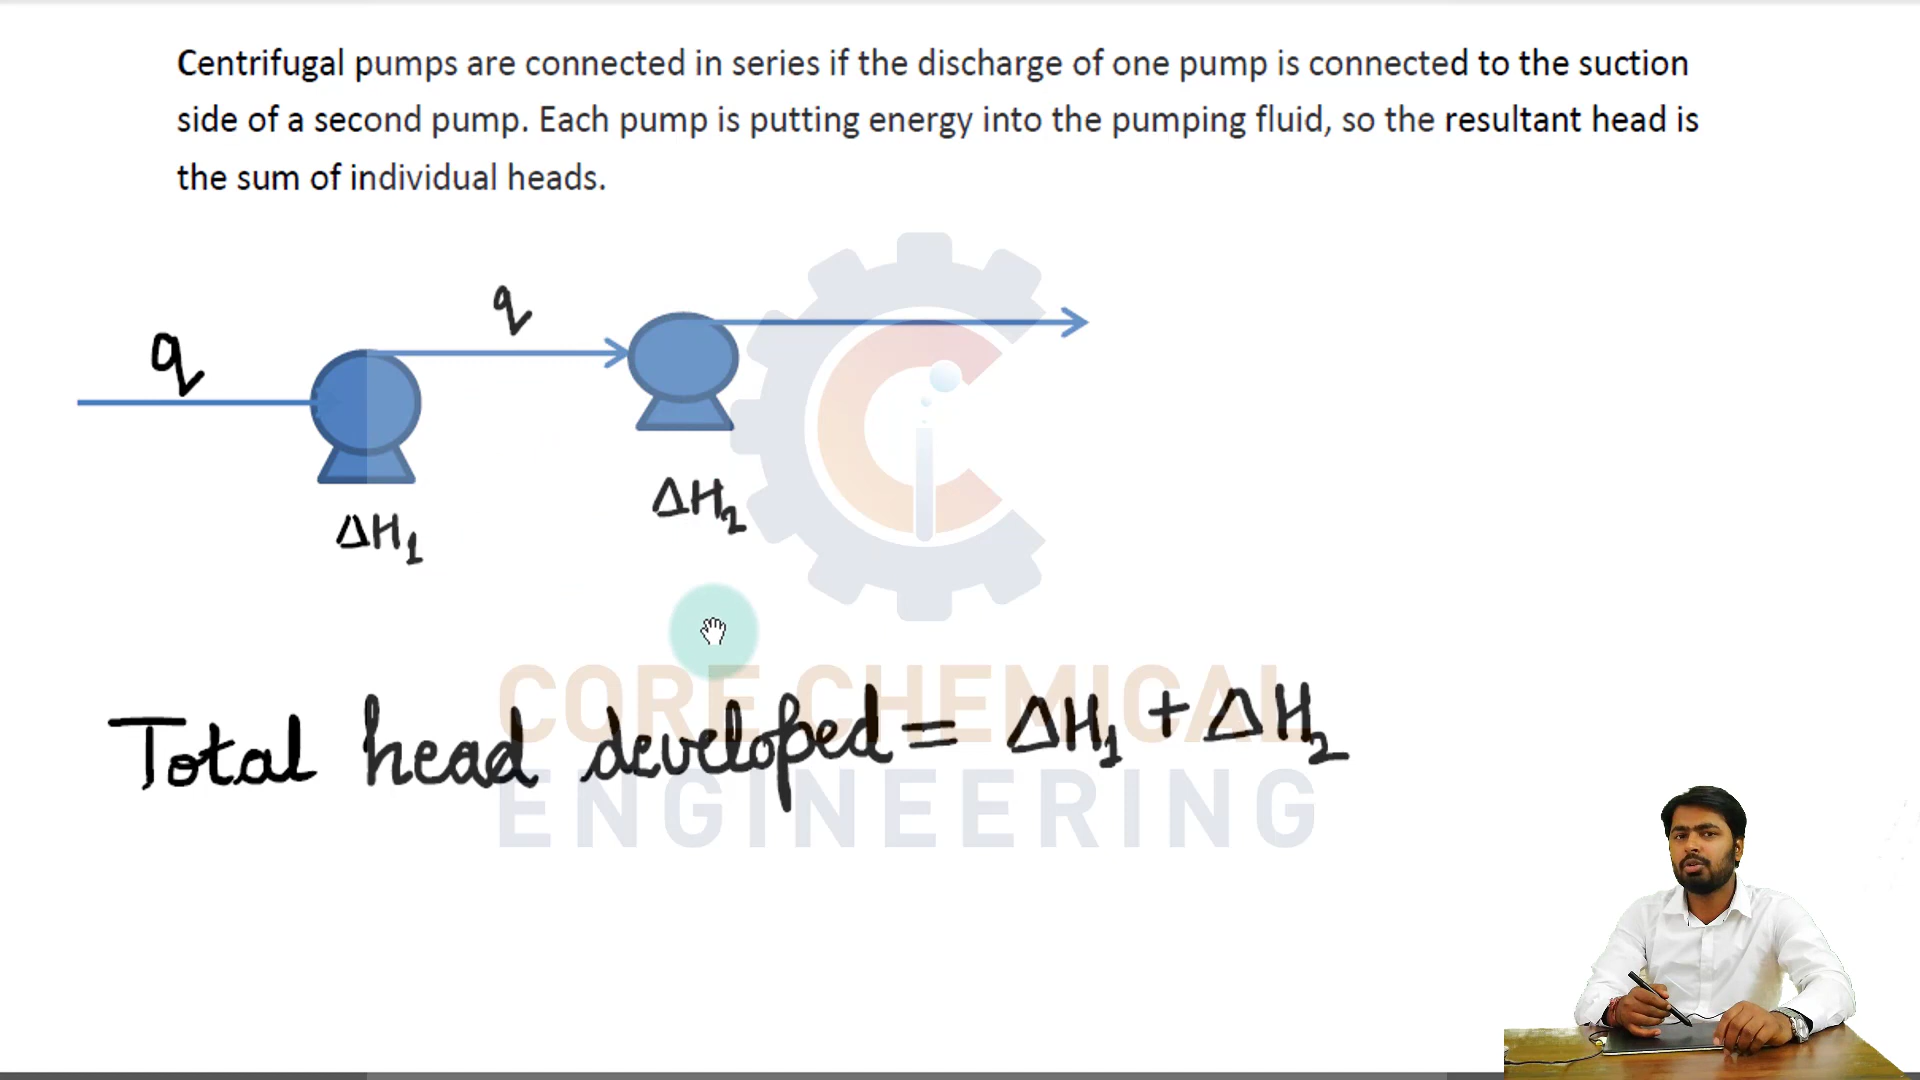 Centrifugal pumps are connected in series if the discharge of one pump is connected to the suction
side of a second pump. Each pump is putting energy into the pumping fluid, so the resultant head is
the sum of individual heads.
q
q
ΔH₂
ΔH₁
Total head developed = ΔH₁ + ΔH₂
CORE CHEMICAL
ENGINEERING